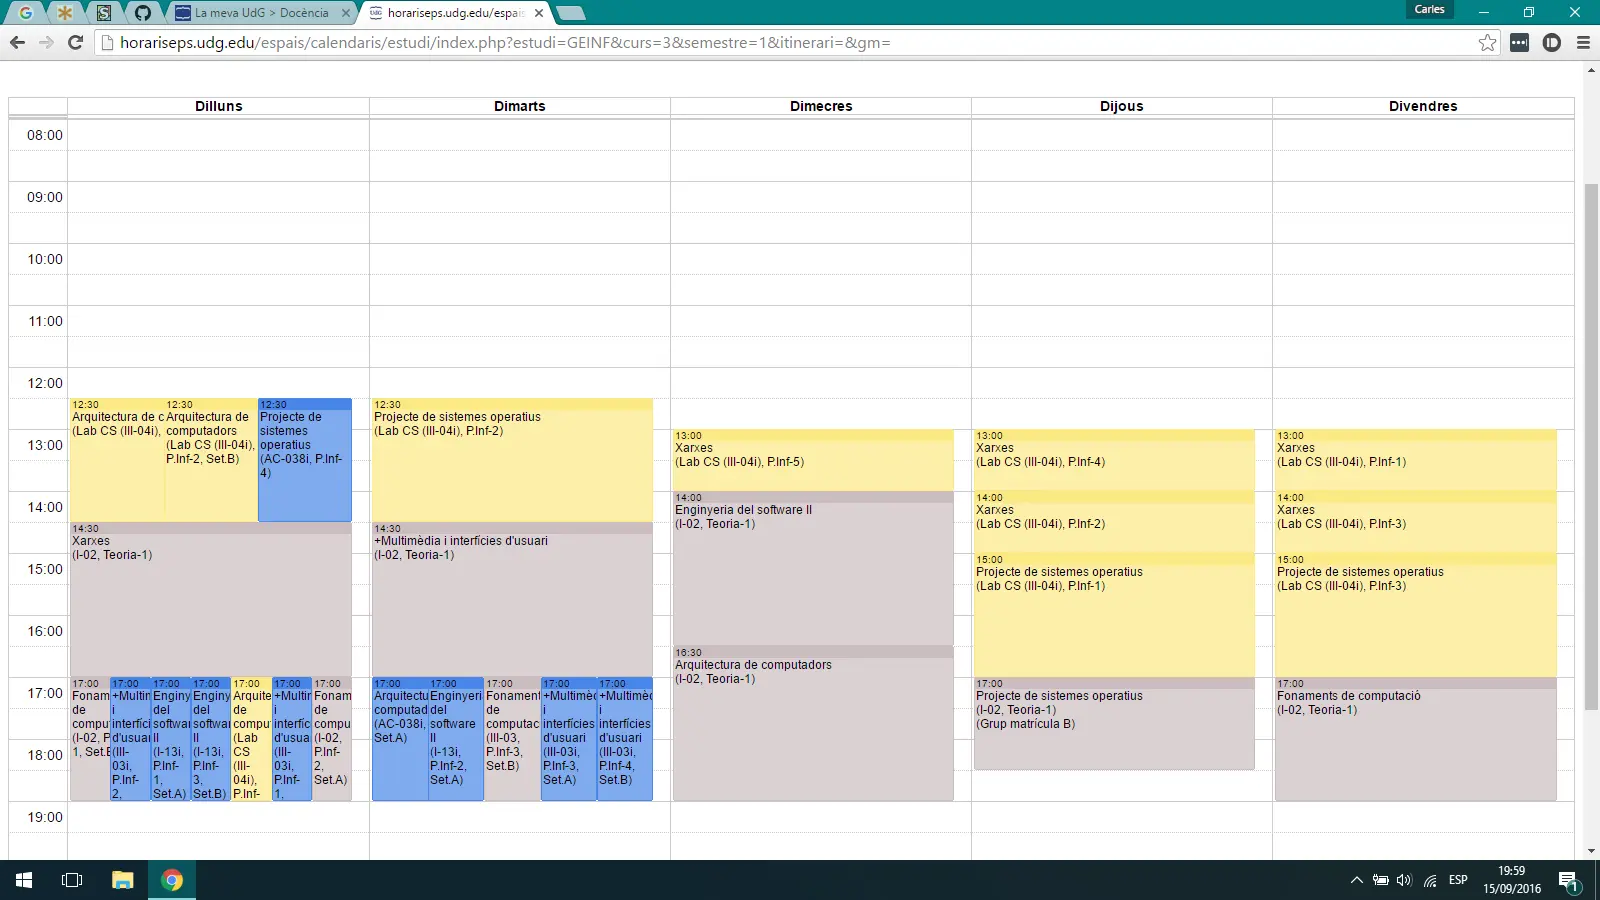 Carles
La meva UdG > Docència
horariseps.udg.edu/espais
horariseps.udg.edu/espais/calendaris/estudi/index.php?estudi=GEINF&curs=3&semestre=1&itinerari=&gm=
Dilluns Dimarts Dimecres Dijous Divendres
08:00
09:00
10:00
11:00
12:00
13:00
14:00
15:00
16:00
17:00
18:00
19:00
12:30
Arquitectura de c
(Lab CS (III-04i),
12:30
Arquitectura de
computadors
(Lab CS (III-04i),
P.Inf-2, Set.B)
12:30
Projecte de
sistemes
operatius
(AC-038i, P.Inf-
4)
14:30
Xarxes
(I-02, Teoria-1)
17:00
Fonam
de
compu
(I-02, P
1, Set.B
17:00
+Multin
i
interfíci
d'usuai
(III-
03i,
P.Inf-
2,
17:00
Enginy
del
softwar
II
(I-13i,
P.Inf-
1,
Set.A)
17:00
Enginy
del
softwar
II
(I-13i,
P.Inf-
3,
Set.B)
17:00
Arquite
de
comput
(Lab
CS
(III-
04i),
P.Inf-
17:00
+Multin
i
interfíc
d'usua
(III-
03i,
P.Inf-
1,
17:00
Fonam
de
compu
(I-02,
P.Inf-
2,
Set.A)
12:30
Projecte de sistemes operatius
(Lab CS (III-04i), P.Inf-2)
14:30
+Multimèdia i interfícies d'usuari
(I-02, Teoria-1)
17:00
Arquitectu
computad
(AC-038i,
Set.A)
17:00
Enginyeri
del
software
II
(I-13i,
P.Inf-2,
Set.A)
17:00
Fonament
de
computac
(III-03,
P.Inf-3,
Set.B)
17:00
+Multimèc
i
interfícies
d'usuari
(III-03i,
P.Inf-3,
Set.A)
17:00
+Multimèc
i
interfícies
d'usuari
(III-03i,
P.Inf-4,
Set.B)
13:00
Xarxes
(Lab CS (III-04i), P.Inf-5)
14:00
Enginyeria del software II
(I-02, Teoria-1)
16:30
Arquitectura de computadors
(I-02, Teoria-1)
13:00
Xarxes
(Lab CS (III-04i), P.Inf-4)
14:00
Xarxes
(Lab CS (III-04i), P.Inf-2)
15:00
Projecte de sistemes operatius
(Lab CS (III-04i), P.Inf-1)
17:00
Projecte de sistemes operatius
(I-02, Teoria-1)
(Grup matrícula B)
13:00
Xarxes
(Lab CS (III-04i), P.Inf-1)
14:00
Xarxes
(Lab CS (III-04i), P.Inf-3)
15:00
Projecte de sistemes operatius
(Lab CS (III-04i), P.Inf-3)
17:00
Fonaments de computació
(I-02, Teoria-1)
ESP
19:59
15/09/2016
1